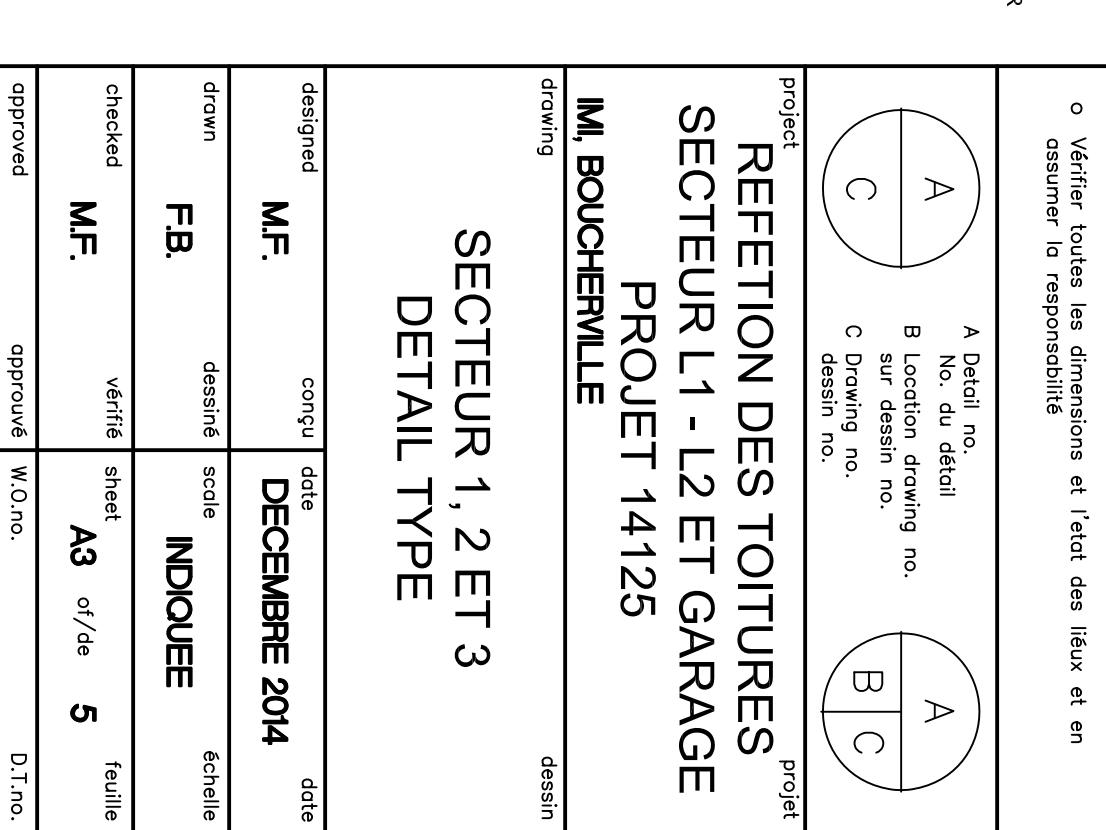 R
o Vérifier toutes les dimensions et l'etat des liéux et en
assumer la responsabilité
A
C
A Detail no.
No. du détail
B Location drawing no.
sur dessin no.
C Drawing no.
dessin no.
A
B C
project projet
REFETION DES TOITURES
SECTEUR L1 - L2 ET GARAGE
PROJET 14125
IMI, BOUCHERVILLE
drawing dessin
SECTEUR 1, 2 ET 3
DETAIL TYPE
designed conçu date date
M.F. DECEMBRE 2014
drawn dessiné scale échelle
F.B. INDIQUEE
checked vérifié sheet feuille
M.F. A3 of/de 5
approved approuvé W.O.no. D.T.no.